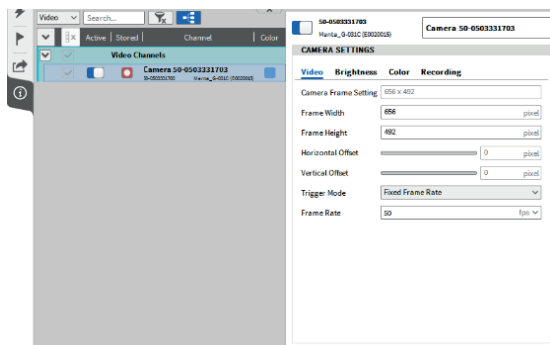 Video
Search...
Active Stored Channel Color
Video Channels
Camera 50-0503331703
50-0503331703 Manta_G-031C (E0020015)
50-0503331703
Manta_G-031C (E0020015)
Camera 50-0503331703
CAMERA SETTINGS
Video Brightness Color Recording
Camera Frame Setting 656 x 492
Frame Width 656 pixel
Frame Height 492 pixel
Horizontal Offset 0 pixel
Vertical Offset 0 pixel
Trigger Mode Fixed Frame Rate
Frame Rate 50 fps